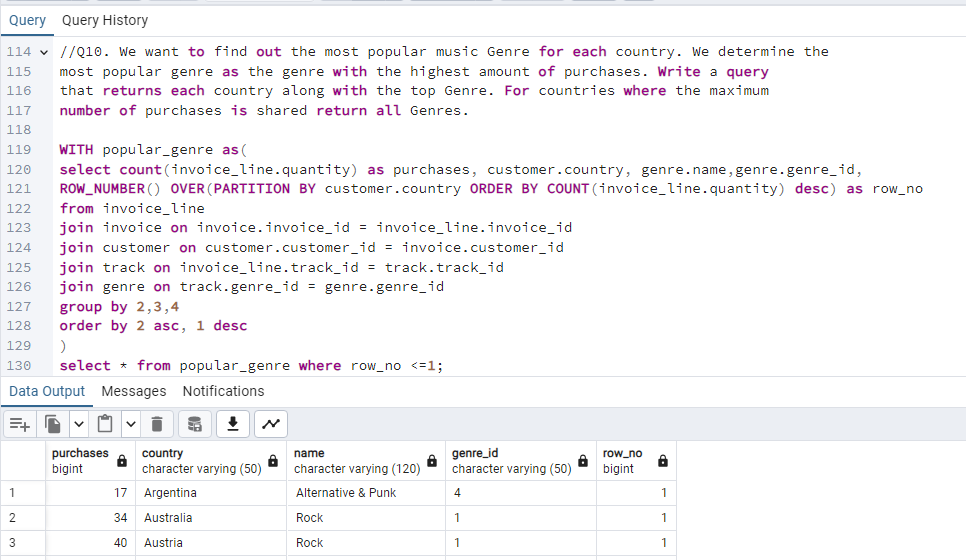 Query Query History
114 //Q10. We want to find out the most popular music Genre for each country. We determine the
115 most popular genre as the genre with the highest amount of purchases. Write a query
116 that returns each country along with the top Genre. For countries where the maximum
117 number of purchases is shared return all Genres.
118
119 WITH popular_genre as(
120 select count(invoice_line.quantity) as purchases, customer.country, genre.name,genre.genre_id,
121 ROW_NUMBER() OVER(PARTITION BY customer.country ORDER BY COUNT(invoice_line.quantity) desc) as row_no
122 from invoice_line
123 join invoice on invoice.invoice_id = invoice_line.invoice_id
124 join customer on customer.customer_id = invoice.customer_id
125 join track on invoice_line.track_id = track.track_id
126 join genre on track.genre_id = genre.genre_id
127 group by 2,3,4
128 order by 2 asc, 1 desc
129 )
130 select * from popular_genre where row_no <=1;
Data Output Messages Notifications
purchases country name genre_id row_no
bigint character varying (50) character varying (120) character varying (50) bigint
1 17 Argentina Alternative & Punk 4 1
2 34 Australia Rock 1 1
3 40 Austria Rock 1 1